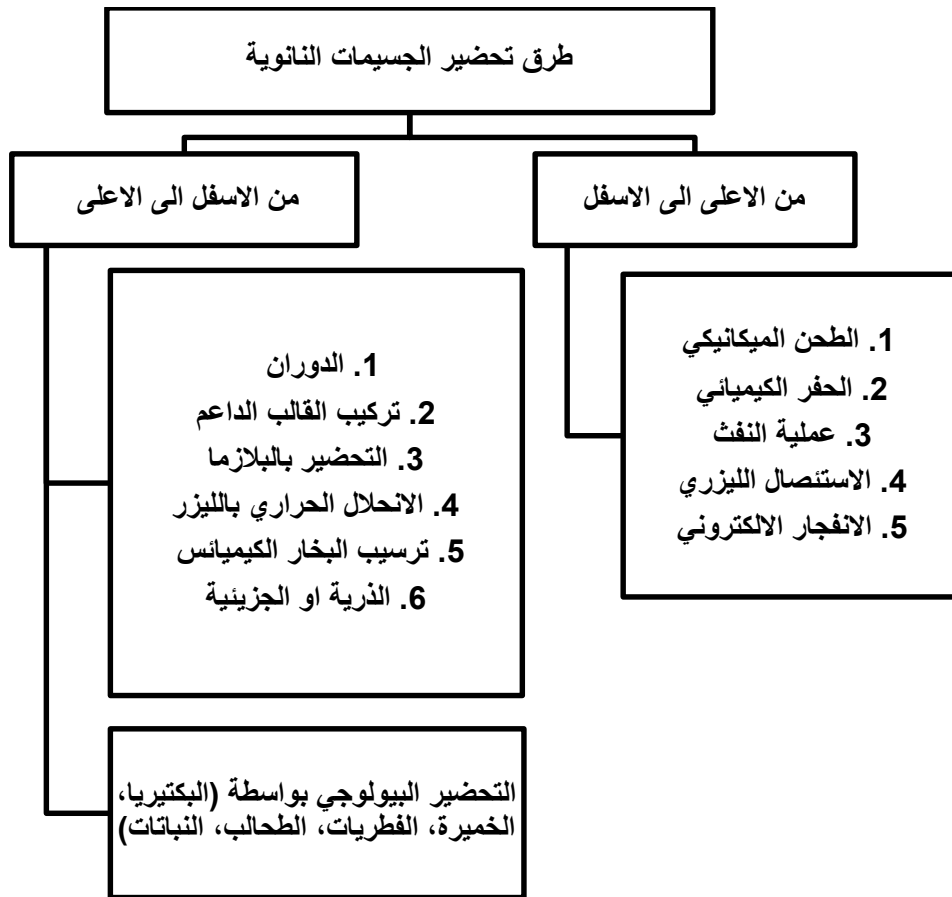 طرق تحضير الجسيمات النانوية
من الاعلى الى الاسفل
1. الطحن الميكانيكي
2. الحفر الكيميائي
3. عملية النفث
4. الاستئصال الليزري
5. الانفجار الالكتروني
من الاسفل الى الاعلى
1. الدوران
2. تركيب القالب الداعم
3. التحضير بالبلازما
4. الانحلال الحراري بالليزر
5. ترسيب البخار الكيميائس
6. الذرية او الجزيئية
التحضير البيولوجي بواسطة (البكتيريا،
الخميرة، الفطريات، الطحالب، النباتات)